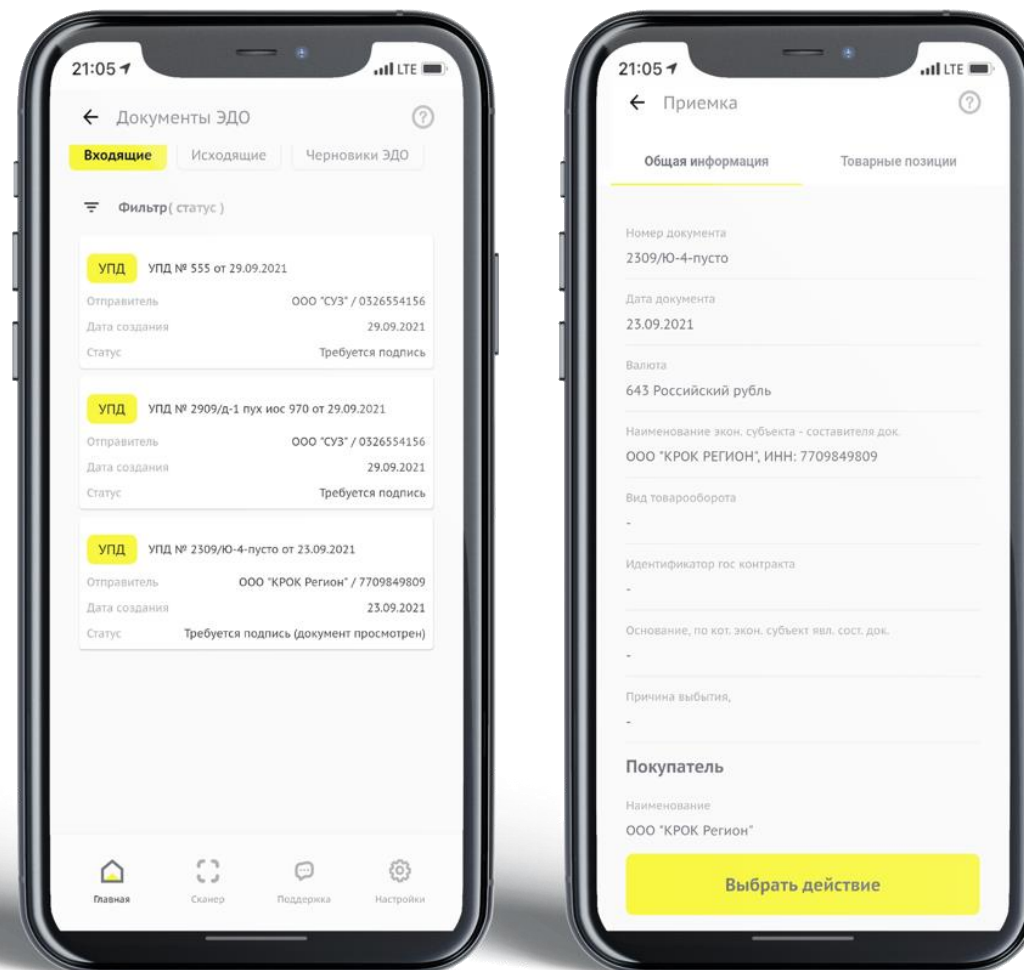 21:05
LTE
Документы ЭДО
?
Входящие
Исходящие
Черновики ЭДО
Фильтр( статус )
УПД
УПД № 555 от 29.09.2021
Отправитель
ООО "СУЗ" / 0326554156
Дата создания
29.09.2021
Статус
Требуется подпись
УПД
УПД № 2909/д-1 пух иос 970 от 29.09.2021
Отправитель
ООО "СУЗ" / 0326554156
Дата создания
29.09.2021
Статус
Требуется подпись
УПД
УПД № 2309/Ю-4-пусто от 23.09.2021
Отправитель
ООО "КРОК Регион" / 7709849809
Дата создания
23.09.2021
Статус
Требуется подпись (документ просмотрен)
Главная
Сканер
Поддержка
Настройки
21:05
LTE
Приемка
?
Общая информация
Товарные позиции
Номер документа
2309/Ю-4-пусто
Дата документа
23.09.2021
Валюта
643 Российский рубль
Наименование экон. субъекта - составителя док.
ООО "КРОК РЕГИОН", ИНН: 7709849809
Вид товарооборота
-
Идентификатор гос контракта
-
Основание, по кот. экон. субъект явл. сост. док.
-
Причина выбытия,
-
Покупатель
Наименование
ООО "КРОК Регион"
Выбрать действие